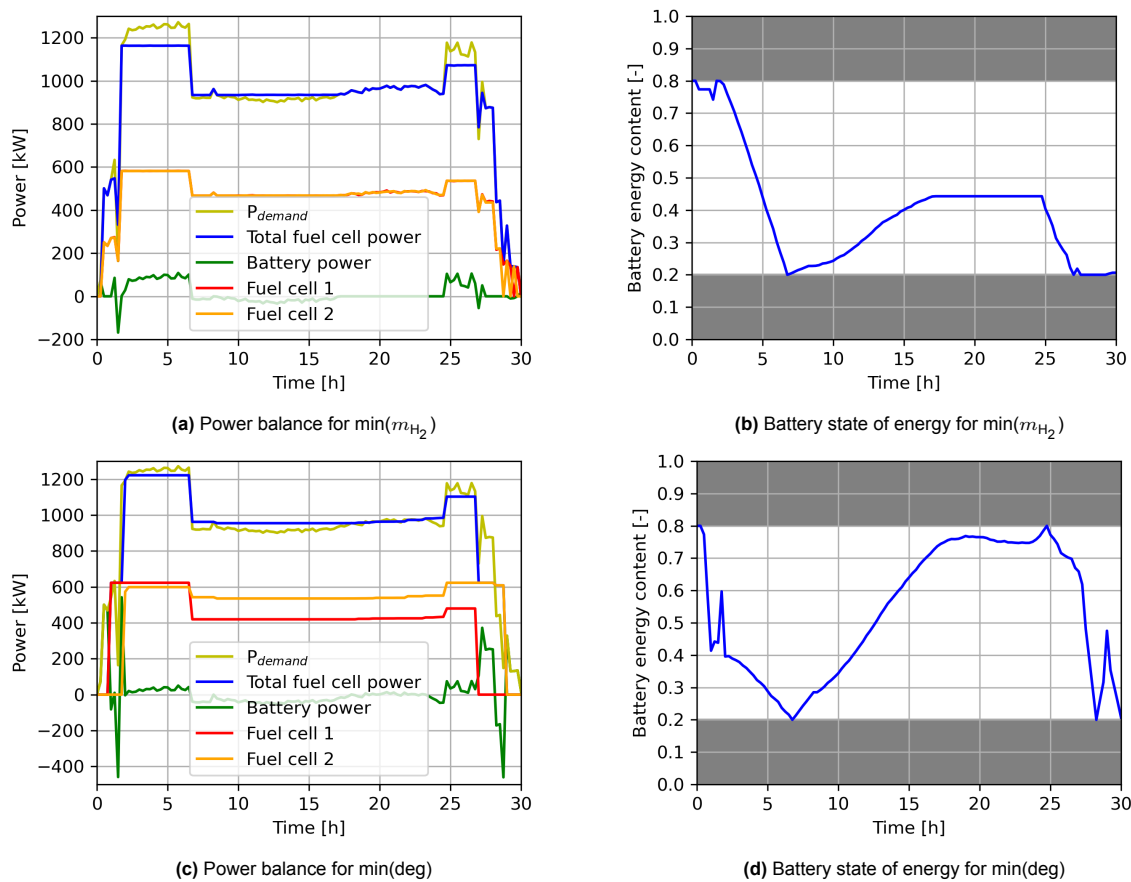 1200
1000
800
600
400
200
0
−200
Power [kW]
P_demand
Total fuel cell power
Battery power
Fuel cell 1
Fuel cell 2
0 5 10 15 20 25 30
Time [h]
(a) Power balance for min(m_H₂)
1.0
0.9
0.8
0.7
0.6
0.5
0.4
0.3
0.2
0.1
0.0
Battery energy content [-]
0 5 10 15 20 25 30
Time [h]
(b) Battery state of energy for min(m_H₂)
1200
1000
800
600
400
200
0
−200
−400
Power [kW]
P_demand
Total fuel cell power
Battery power
Fuel cell 1
Fuel cell 2
0 5 10 15 20 25 30
Time [h]
(c) Power balance for min(deg)
1.0
0.9
0.8
0.7
0.6
0.5
0.4
0.3
0.2
0.1
0.0
Battery energy content [-]
0 5 10 15 20 25 30
Time [h]
(d) Battery state of energy for min(deg)